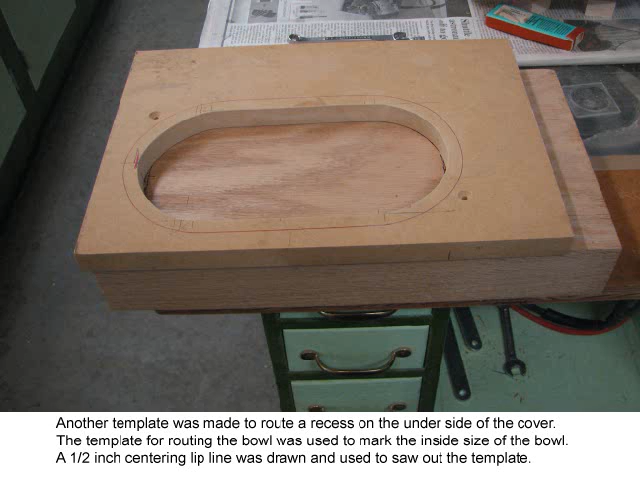 Another template was made to route a recess on the under side of the cover.
The template for routing the bowl was used to mark the inside size of the bowl.
A 1/2 inch centering lip line was drawn and used to saw out the template.